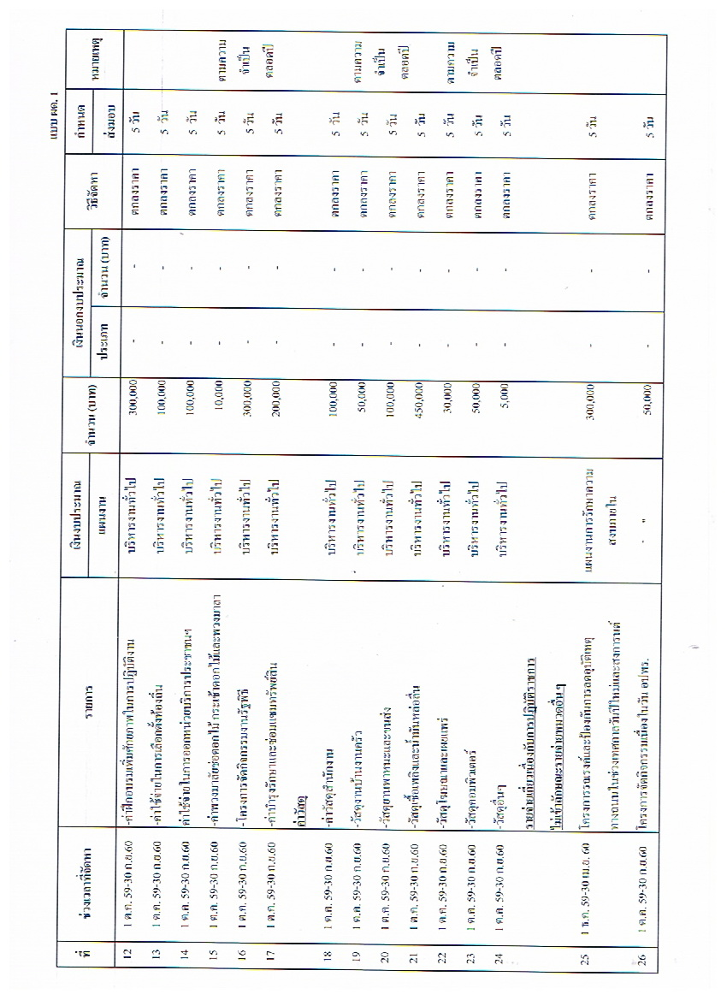 แบบ ผด. 1
ที่ ช่วงเวลาที่จัดหา รายการ เงินงบประมาณ จำนวน (บาท) เงินนอกงบประมาณ วิธีจัดหา กำหนด หมายเหตุ
แผนงาน ประเภท จำนวน (บาท) ส่งมอบ
12 1 ต.ค. 59-30 ก.ย.60 -ค่าฝึกอบรมเพิ่มศักยภาพในการปฏิบัติงาน บริหารงานทั่วไป 300,000 - - ตกลงราคา 5 วัน
13 1 ต.ค. 59-30 ก.ย.60 -ค่าใช้จ่ายในการเลือกตั้งท้องถิ่น บริหารงานทั่วไป 100,000 - - ตกลงราคา 5 วัน
14 1 ต.ค. 59-30 ก.ย.60 ค่าใช้จ่ายในการออกหน่วยบริการประชาชนฯ บริหารงานทั่วไป 100,000 - - ตกลงราคา 5 วัน
15 1 ต.ค. 59-30 ก.ย.60 -ค่าพวงมาลัยช่อดอกไม้ กระเช้าดอกไม้และพวงมาลา บริหารงานทั่วไป 10,000 - - ตกลงราคา 5 วัน ตามความ
16 1 ต.ค. 59-30 ก.ย.60 -โครงการจัดกิจกรรมงานรัฐพิธี บริหารงานทั่วไป 300,000 - - ตกลงราคา 5 วัน จำเป็น
17 1 ต.ค. 59-30 ก.ย.60 -ค่าบำรุงรักษาและซ่อมแซมทรัพย์สิน บริหารงานทั่วไป 200,000 - - ตกลงราคา 5 วัน ตลอดปี
ค่าวัสดุ
18 1 ต.ค. 59-30 ก.ย.60 -ค่าวัสดุสำนักงาน บริหารงานทั่วไป 100,000 ตกลงราคา 5 วัน
19 1 ต.ค. 59-30 ก.ย.60 -วัสดุงานบ้านงานครัว บริหารงานทั่วไป 50,000 - - ตกลงราคา 5 วัน ตามความ
20 1 ต.ค. 59-30 ก.ย.60 -วัสดุยานพาหนะและขนส่ง บริหารงานทั่วไป 100,000 - - ตกลงราคา 5 วัน จำเป็น
21 1 ต.ค. 59-30 ก.ย.60 -วัสดุเชื้อเพลิงและน้ำมันหล่อลื่น บริหารงานทั่วไป 450,000 - - ตกลงราคา 5 วัน ตลอดปี
22 1 ต.ค. 59-30 ก.ย.60 -วัสดุโฆษณาและเผยแพร่ บริหารงานทั่วไป 30,000 - - ตกลงราคา 5 วัน ตามความ
23 1 ต.ค. 59-30 ก.ย.60 -วัสดุคอมพิวเตอร์ บริหารงานทั่วไป 50,000 - - ตกลงราคา 5 วัน จำเป็น
24 1 ต.ค. 59-30 ก.ย.60 -วัสดุอื่นๆ บริหารงานทั่วไป 5,000 - - ตกลงราคา 5 วัน ตลอดปี
รายจ่ายเกี่ยวเนื่องกับการปฏิบัติราชการ
ไม่เข้าลักษณะรายจ่ายหมวดอื่น ๆ
25 1 ธ.ค. 59-30 เม.ย. 60 โครงการรณรงค์และป้องกันการลดอุบัติเหตุ แผนงานการรักษาความ 300,000 - - ตกลงราคา 5 วัน
ทางถนนในช่วงเทศกาลวันปีใหม่และสงกรานต์ สงบภายใน
26 1 ต.ค. 59-30 ก.ย.60 โครงการจัดกิจกรรมเนื่องในวัน อปพร. - " 50,000 - - ตกลงราคา 5 วัน